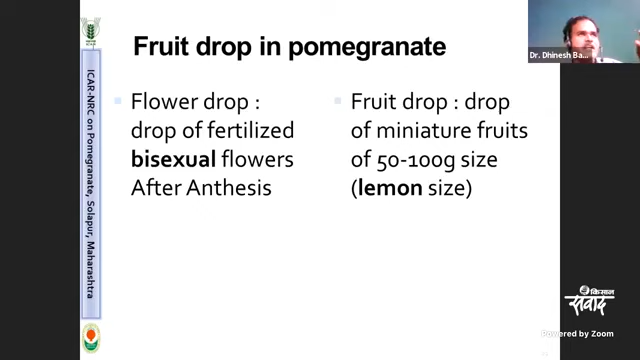 Fruit drop in pomegranate
Dr. Dhinesh Ba...
ICAR-NRC on Pomegranate, Solapur, Maharashtra
Flower drop :
drop of fertilized
bisexual flowers
After Anthesis
Fruit drop : drop
of miniature fruits
of 50-100g size
(lemon size)
किसान
संवाद
Powered by Zoom